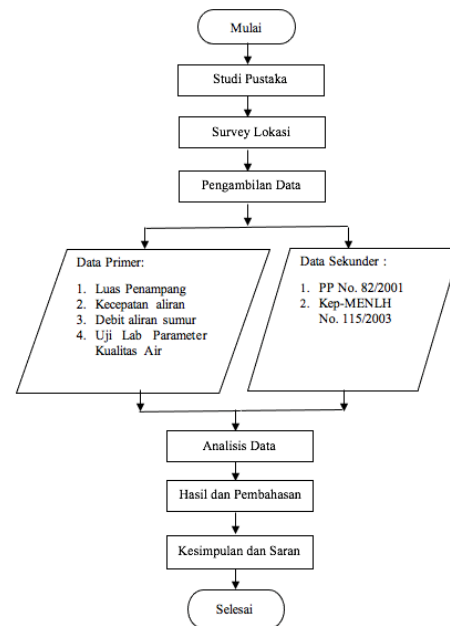 Mulai
Studi Pustaka
Survey Lokasi
Pengambilan Data
Data Primer:
1. Luas Penampang
2. Kecepatan aliran
3. Debit aliran sumur
4. Uji Lab Parameter
Kualitas Air
Data Sekunder :
1. PP No. 82/2001
2. Kep-MENLH
No. 115/2003
Analisis Data
Hasil dan Pembahasan
Kesimpulan dan Saran
Selesai